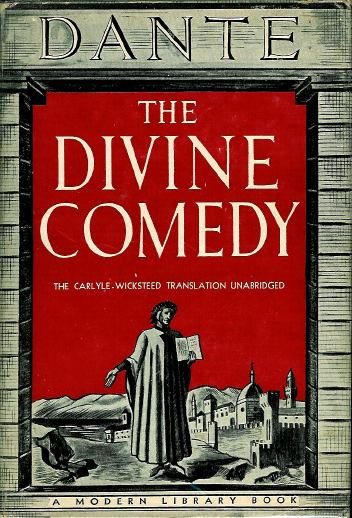 DANTE
THE
DIVINE
COMEDY
THE CARLYLE-WICKSTEED TRANSLATION UNABRIDGED
A MODERN LIBRARY BOOK